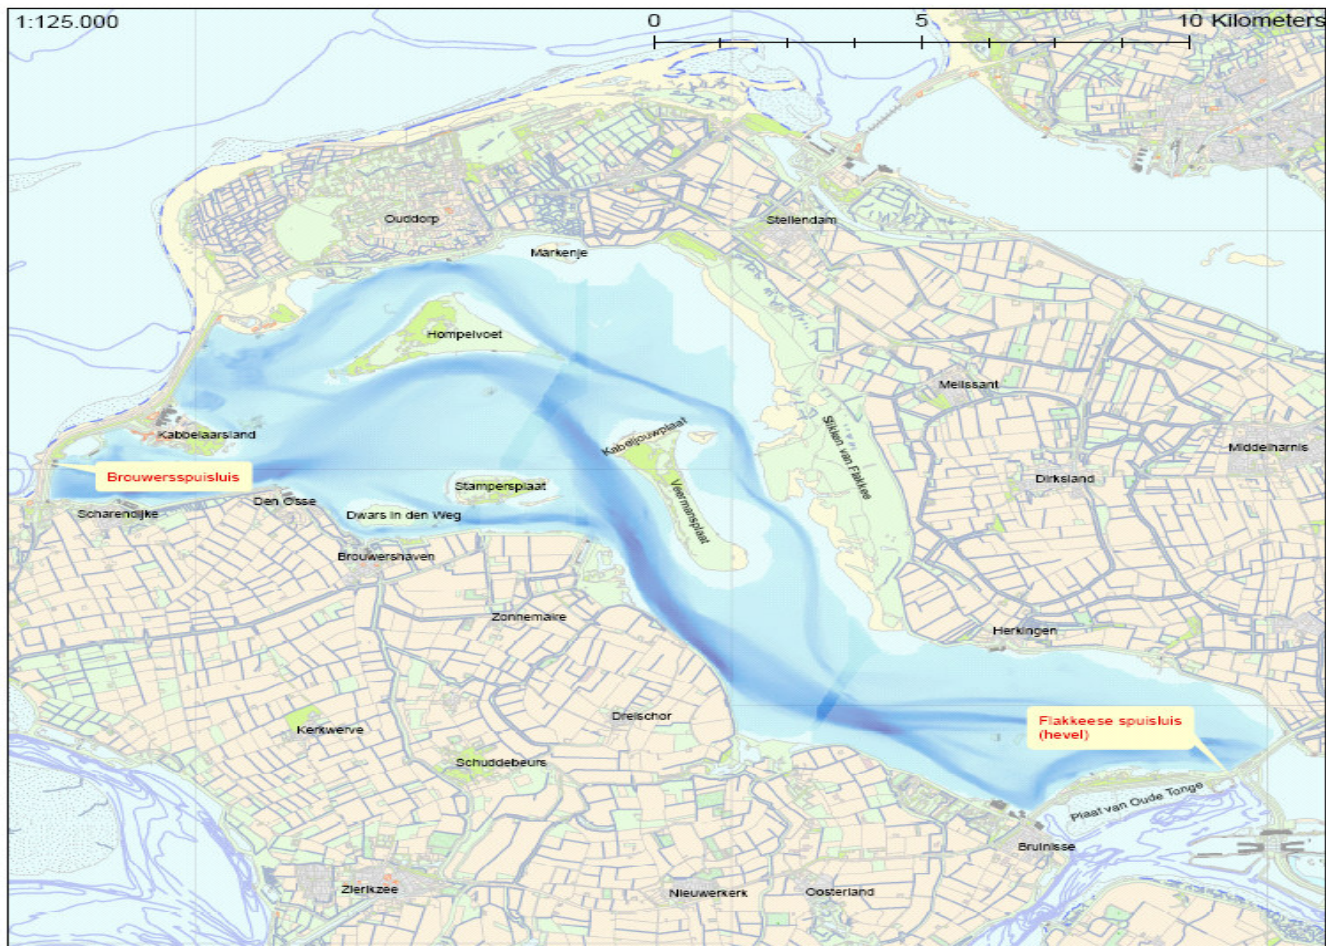 1:125.000
0 5 10 Kilometers
Ouddorp
Stellendam
Markenje
Hompelvoet
Melissant
Kabbelaarsland
Kabeljouwplaat
Slikken van Flakkee
Middelharnis
Brouwersspuisluis
Stampersplaat
Veermansplaat
Dirksland
Scharendijke
Den Osse
Dwars in den Weg
Brouwershaven
Zonnemaire
Herkingen
Dreischor
Flakkeese spuisluis
(hevel)
Kerkwerve
Schuddebeurs
Plaat van Oude Tonge
Bruinisse
Zierikzee
Nieuwerkerk
Oosterland